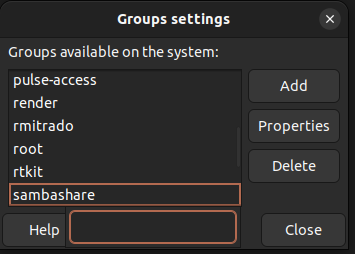 Groups settings
Groups available on the system:
pulse-access
render
rmitrado
root
rtkit
sambashare
Add
Properties
Delete
Help
Close